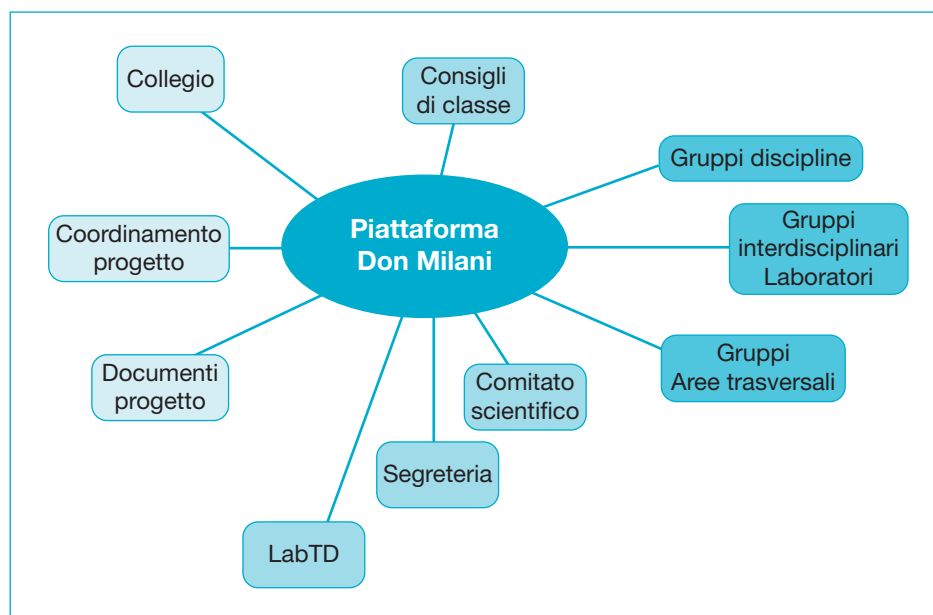 Collegio
Consigli
di classe
Gruppi discipline
Piattaforma
Don Milani
Coordinamento
progetto
Gruppi
interdisciplinari
Laboratori
Documenti
progetto
Comitato
scientifico
Gruppi
Aree trasversali
Segreteria
LabTD